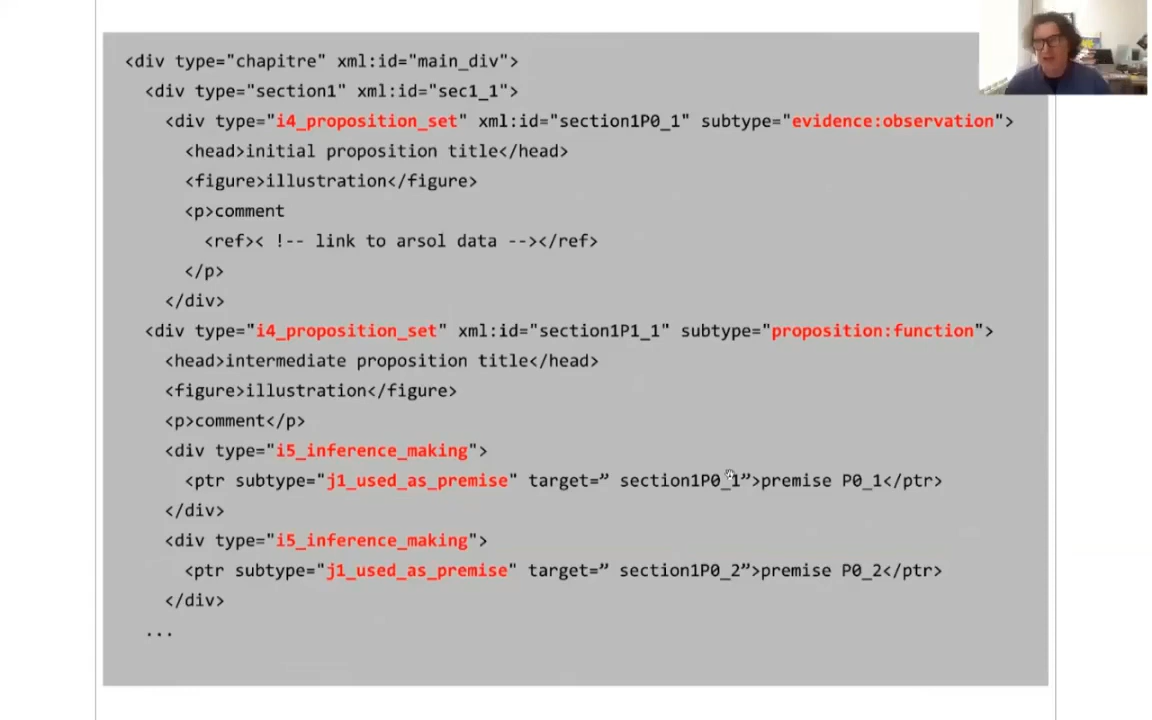 <div type="chapitre" xml:id="main_div">
<div type="section1" xml:id="sec1_1">
<div type="i4_proposition_set" xml:id="section1P0_1" subtype="evidence:observation">
<head>initial proposition title</head>
<figure>illustration</figure>
<p>comment
<ref>< !-- link to arsol data --></ref>
</p>
</div>
<div type="i4_proposition_set" xml:id="section1P1_1" subtype="proposition:function">
<head>intermediate proposition title</head>
<figure>illustration</figure>
<p>comment</p>
<div type="i5_inference_making">
<ptr subtype="j1_used_as_premise" target=” section1P0_1”>premise P0_1</ptr>
</div>
<div type="i5_inference_making">
<ptr subtype="j1_used_as_premise" target=” section1P0_2”>premise P0_2</ptr>
</div>
...